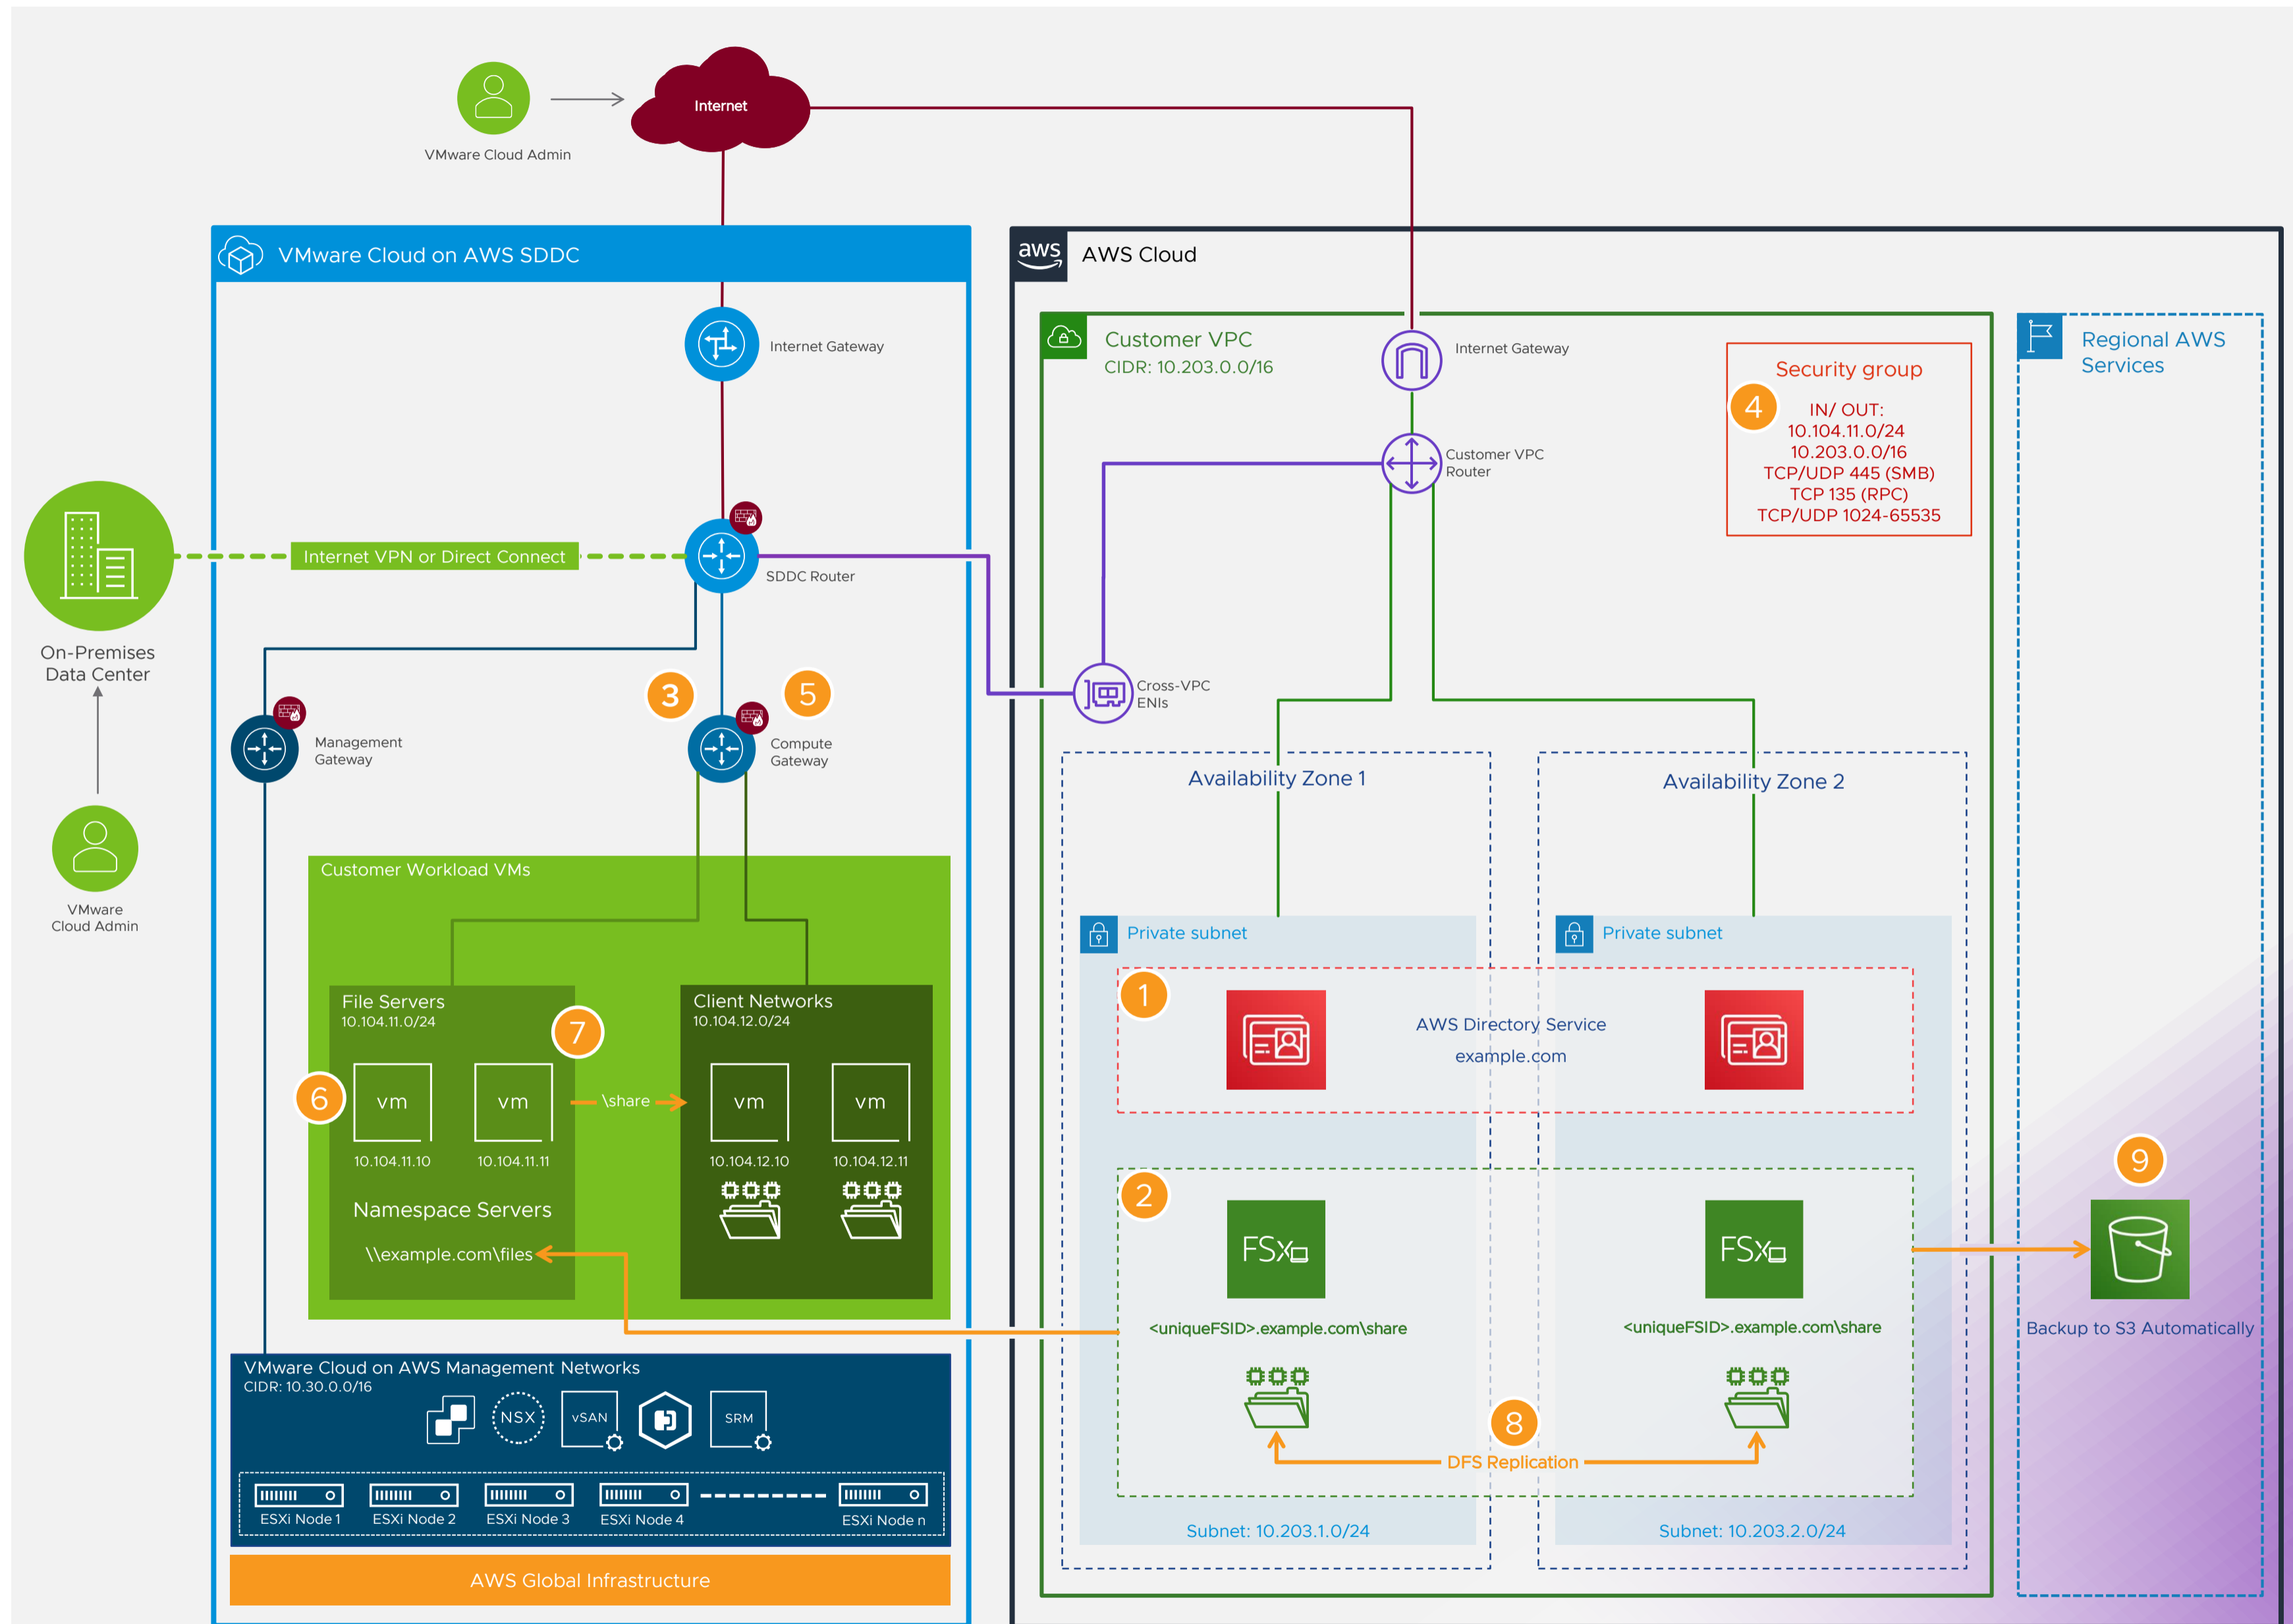 Internet
VMware Cloud Admin
VMware Cloud on AWS SDDC
aws
AWS Cloud
Internet Gateway
Customer VPC
CIDR: 10.203.0.0/16
Internet Gateway
Security group
4
IN/ OUT:
10.104.11.0/24
10.203.0.0/16
TCP/UDP 445 (SMB)
TCP 135 (RPC)
TCP/UDP 1024-65535
Regional AWS
Services
Customer VPC
Router
Internet VPN or Direct Connect
SDDC Router
On-Premises
Data Center
3
5
Cross-VPC
ENIs
Management
Gateway
Compute
Gateway
Availability Zone 1
Availability Zone 2
VMware
Cloud Admin
Customer Workload VMs
Private subnet
Private subnet
File Servers
10.104.11.0/24
7
Client Networks
10.104.12.0/24
1
AWS Directory Service
example.com
6
vm
vm
\share
vm
vm
10.104.11.10
10.104.11.11
10.104.12.10
10.104.12.11
Namespace Servers
\\example.com\files
2
FSx
FSx
9
<uniqueFSID>.example.com\share
<uniqueFSID>.example.com\share
Backup to S3 Automatically
VMware Cloud on AWS Management Networks
CIDR: 10.30.0.0/16
NSX
vSAN
SRM
8
DFS Replication
ESXi Node 1
ESXi Node 2
ESXi Node 3
ESXi Node 4
ESXi Node n
Subnet: 10.203.1.0/24
Subnet: 10.203.2.0/24
AWS Global Infrastructure